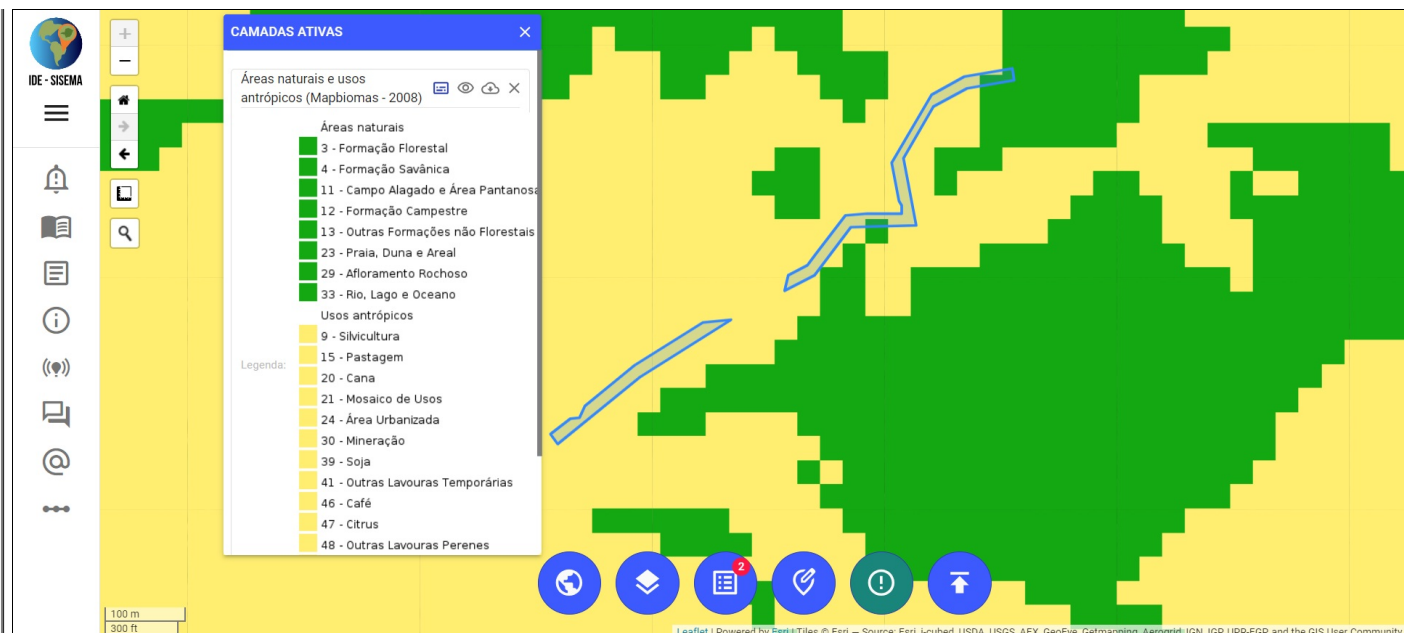 IDE - SISEMA
+
−
CAMADAS ATIVAS
Áreas naturais e usos
antrópicos (Mapbiomas - 2008)
Legenda:
Áreas naturais
3 - Formação Florestal
4 - Formação Savânica
11 - Campo Alagado e Área Pantanosa
12 - Formação Campestre
13 - Outras Formações não Florestais
23 - Praia, Duna e Areal
29 - Afloramento Rochoso
33 - Rio, Lago e Oceano
Usos antrópicos
9 - Silvicultura
15 - Pastagem
20 - Cana
21 - Mosaico de Usos
24 - Área Urbanizada
30 - Mineração
39 - Soja
41 - Outras Lavouras Temporárias
46 - Café
47 - Citrus
48 - Outras Lavouras Perenes
2
100 m
300 ft
Leaflet | Powered by Esri | Tiles © Esri — Source: Esri, i-cubed, USDA, USGS, AEX, GeoEye, Getmapping, Aerogrid, IGN, IGP, UPR-EGP, and the GIS User Community